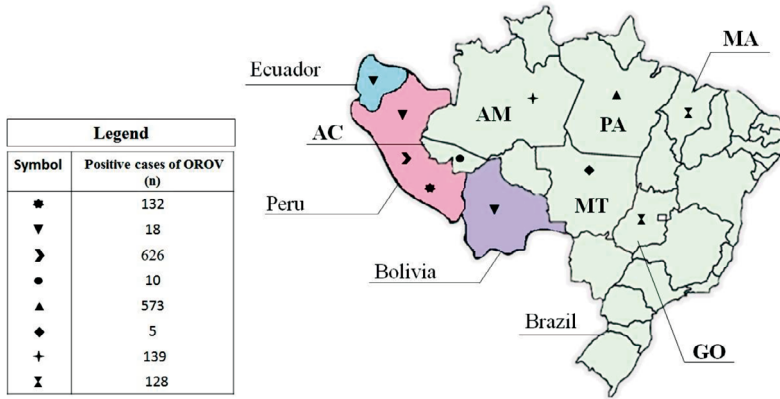 MA
Ecuador
AM
PA
AC
Legend
Symbol Positive cases of OROV
(n)
132
18
626
10
573
5
139
128
Peru
MT
Bolivia
Brazil
GO